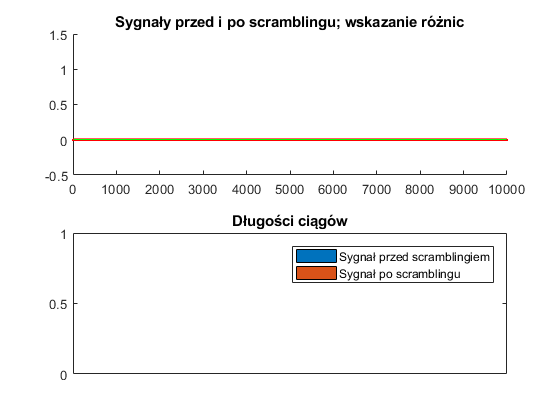 Sygnały przed i po scramblingu; wskazanie różnic
1.5
1
0.5
0
-0.5
0 1000 2000 3000 4000 5000 6000 7000 8000 9000 10000
Długości ciągów
1
Sygnał przed scramblingiem
Sygnał po scramblingu
0.5
0